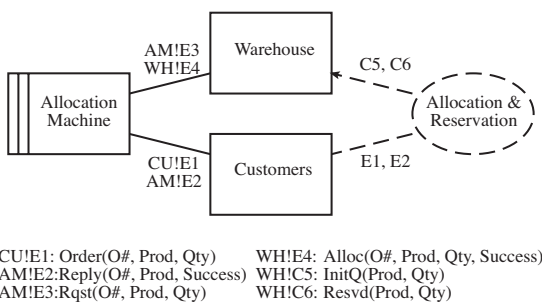 AM!E3
WH!E4
Warehouse
C5, C6
Allocation
Machine
Allocation &
Reservation
CU!E1
AM!E2
Customers
E1, E2
CU!E1: Order(O#, Prod, Qty)
WH!E4: Alloc(O#, Prod, Qty, Success)
AM!E2:Reply(O#, Prod, Success)
WH!C5: InitQ(Prod, Qty)
AM!E3:Rqst(O#, Prod, Qty)
WH!C6: Resvd(Prod, Qty)